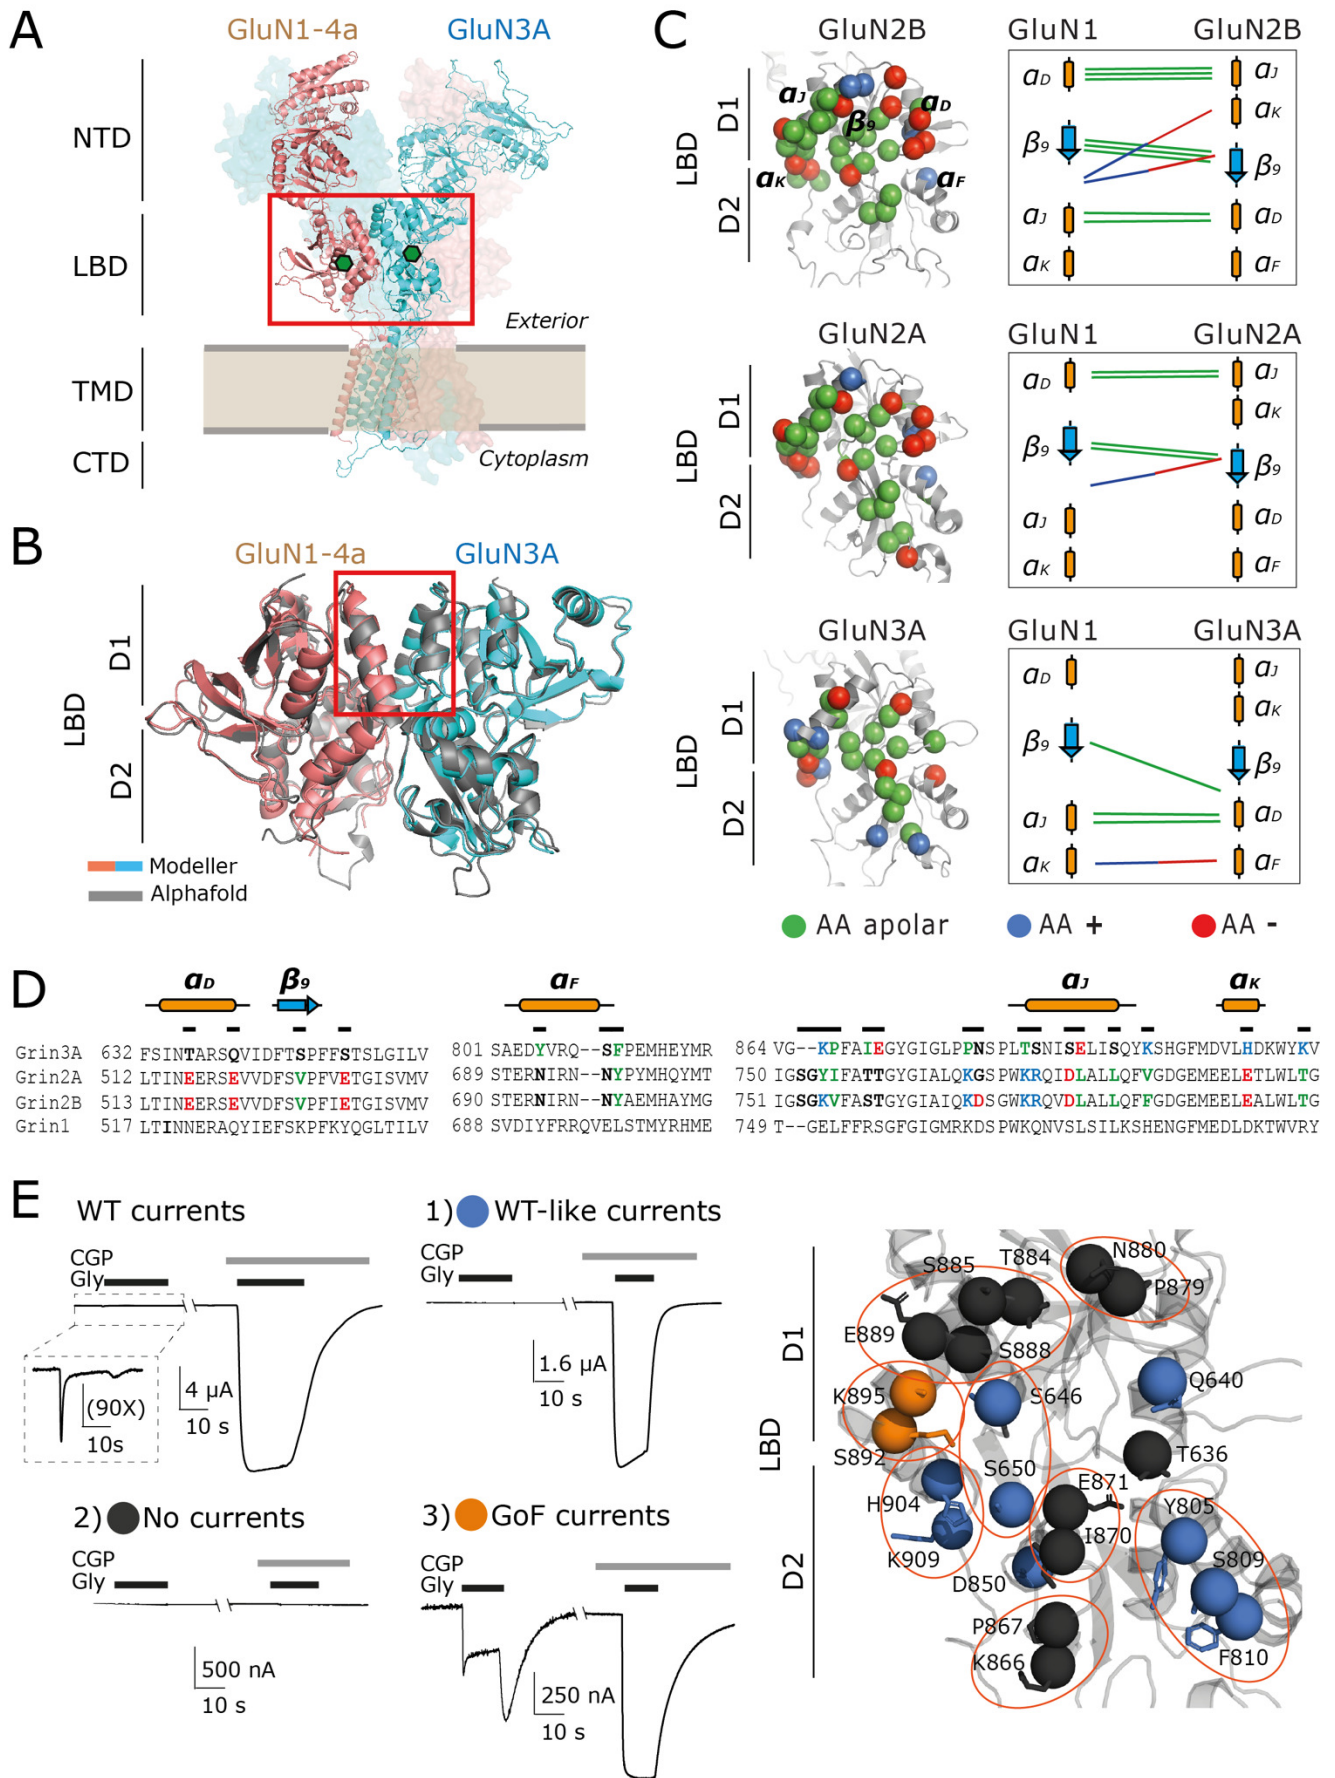 A
GluN1-4a
GluN3A
NTD
LBD
Exterior
TMD
Cytoplasm
CTD
B
GluN1-4a
GluN3A
D1
LBD
D2
Modeller
Alphafold
C
GluN2B
GluN1
GluN2B
LBD
D1
D2
αJ
αD
β9
αK
αF
αD
αJ
αK
β9
β9
αJ
αD
αK
αF
GluN2A
GluN1
GluN2A
LBD
D1
D2
αD
αJ
αK
β9
β9
αJ
αD
αK
αF
GluN3A
GluN1
GluN3A
LBD
D1
D2
αD
αJ
αK
β9
β9
αJ
αD
αK
αF
AA apolar
AA +
AA -
D
αD β9 αF αJ αK
Grin3A 632 FSINTARSQVIDFTSPFFSTSLGILV 801 SAEDYVRQ--SFPEMHEYMR 864 VG-KPFAIEGYGIGLPPNSPLTSNISELISQYKSHGFMDVLHDKWYKV
Grin2A 512 LTINEERSEVVDFSVPFVETGISVMV 689 STERNIRN--NYPYMHQYMT 750 IGSGYIFATTGYGIALQKGSPWKRQIDLALLQFVGDGEMEELETLWLTG
Grin2B 513 LTINEERSEVVDFSVPFIETGISVMV 690 STERNIRN--NYAEMHAYMG 751 IGSGKVFASTGYGIALQKDSGWKRQVDLAILQLFGDGEMEELEALWLTG
Grin1 517 LTINNERAQYIEFSKPFKYQGLTILV 688 SVDIYFRRQVELSTMYRHME 749 T--GELFFRSGFGIGMRKDSPWKQNVSLSILKSHENGFMEDLDKTWVRY
E
WT currents
CGP
Gly
(90X)
10s
4 μA
10 s
1) WT-like currents
CGP
Gly
1.6 μA
10 s
2) No currents
CGP
Gly
500 nA
10 s
3) GoF currents
CGP
Gly
250 nA
10 s
LBD
D1
D2
S885
T884
N880
P879
E889
S888
K895
S646
Q640
S892
T636
H904
S650
E871
Y805
K909
I870
S809
D850
P867
F810
K866